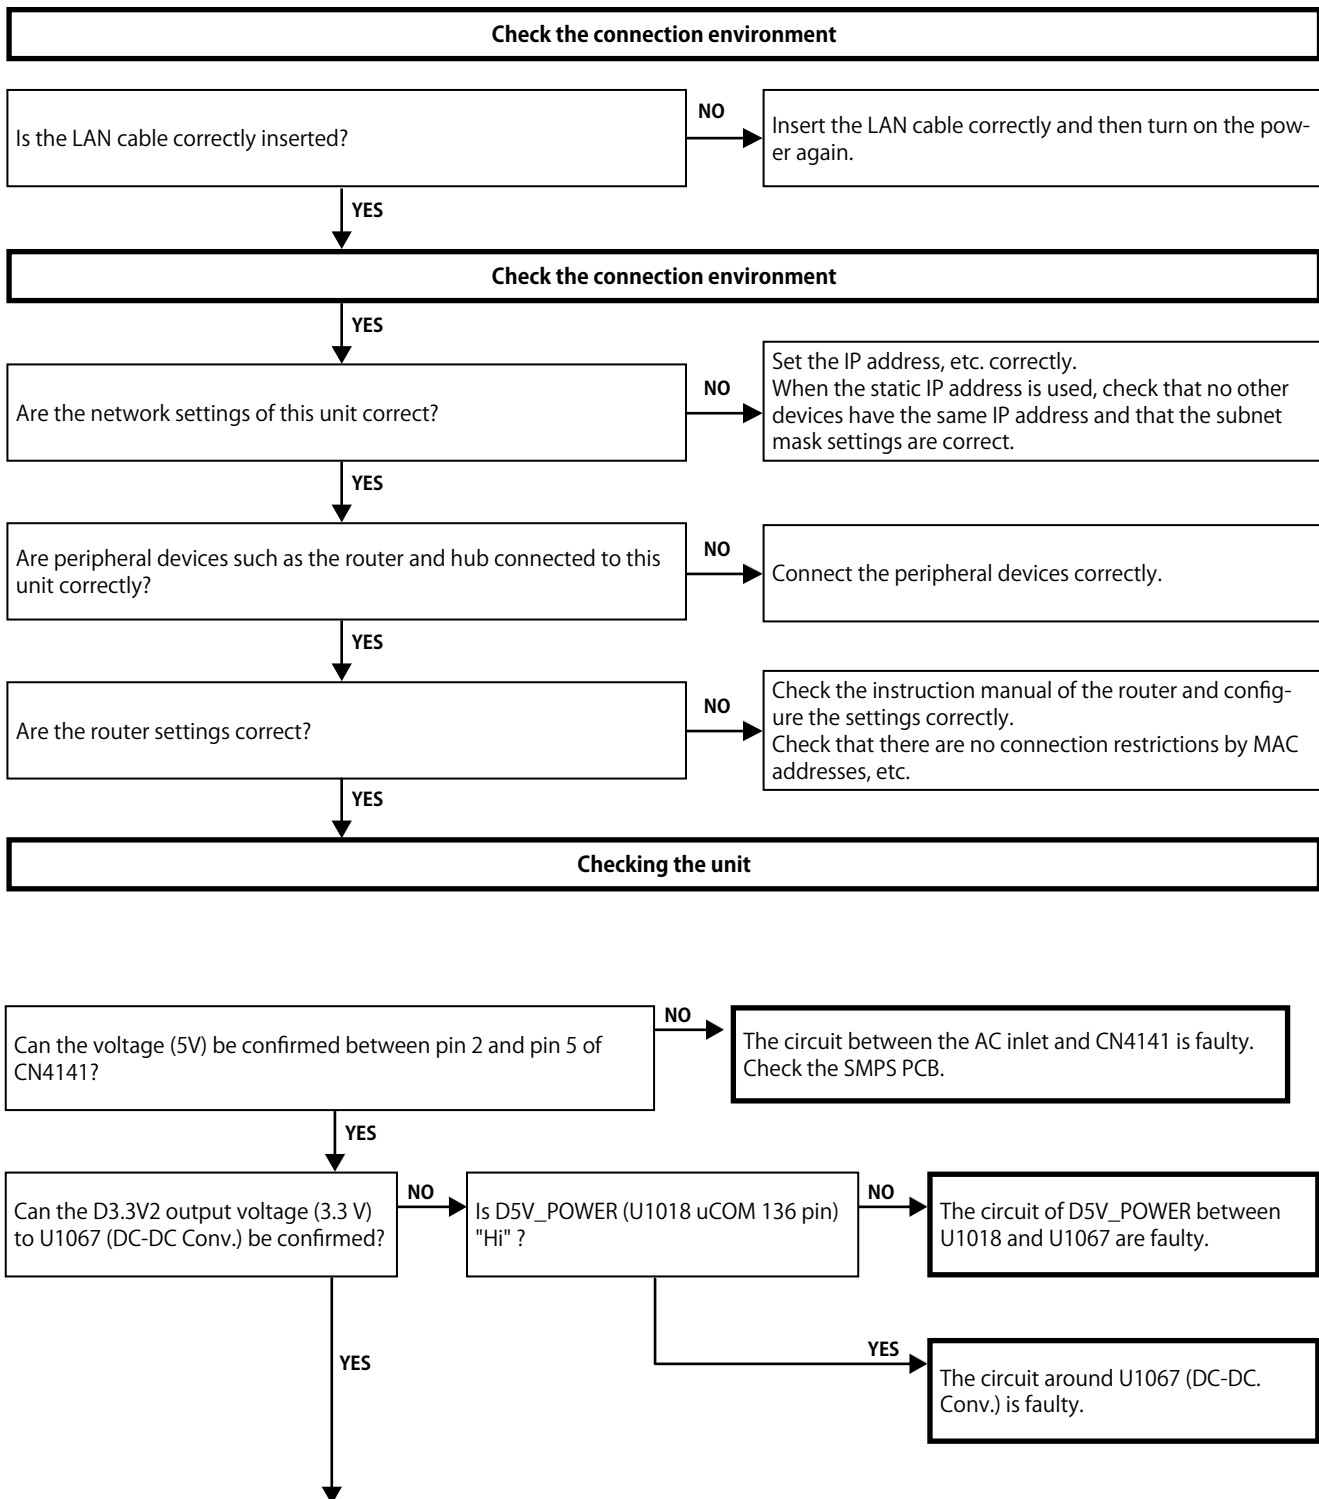 Check the connection environment
Is the LAN cable correctly inserted?
NO
Insert the LAN cable correctly and then turn on the pow-
er again.
YES
Check the connection environment
YES
Are the network settings of this unit correct?
NO
Set the IP address, etc. correctly.
When the static IP address is used, check that no other
devices have the same IP address and that the subnet
mask settings are correct.
YES
Are peripheral devices such as the router and hub connected to this
unit correctly?
NO
Connect the peripheral devices correctly.
YES
Are the router settings correct?
NO
Check the instruction manual of the router and config-
ure the settings correctly.
Check that there are no connection restrictions by MAC
addresses, etc.
YES
Checking the unit
Can the voltage (5V) be confirmed between pin 2 and pin 5 of
CN4141?
NO
The circuit between the AC inlet and CN4141 is faulty.
Check the SMPS PCB.
YES
Can the D3.3V2 output voltage (3.3 V)
to U1067 (DC-DC Conv.) be confirmed?
NO
Is D5V_POWER (U1018 uCOM 136 pin)
"Hi" ?
NO
The circuit of D5V_POWER between
U1018 and U1067 are faulty.
YES
YES
The circuit around U1067 (DC-DC.
Conv.) is faulty.